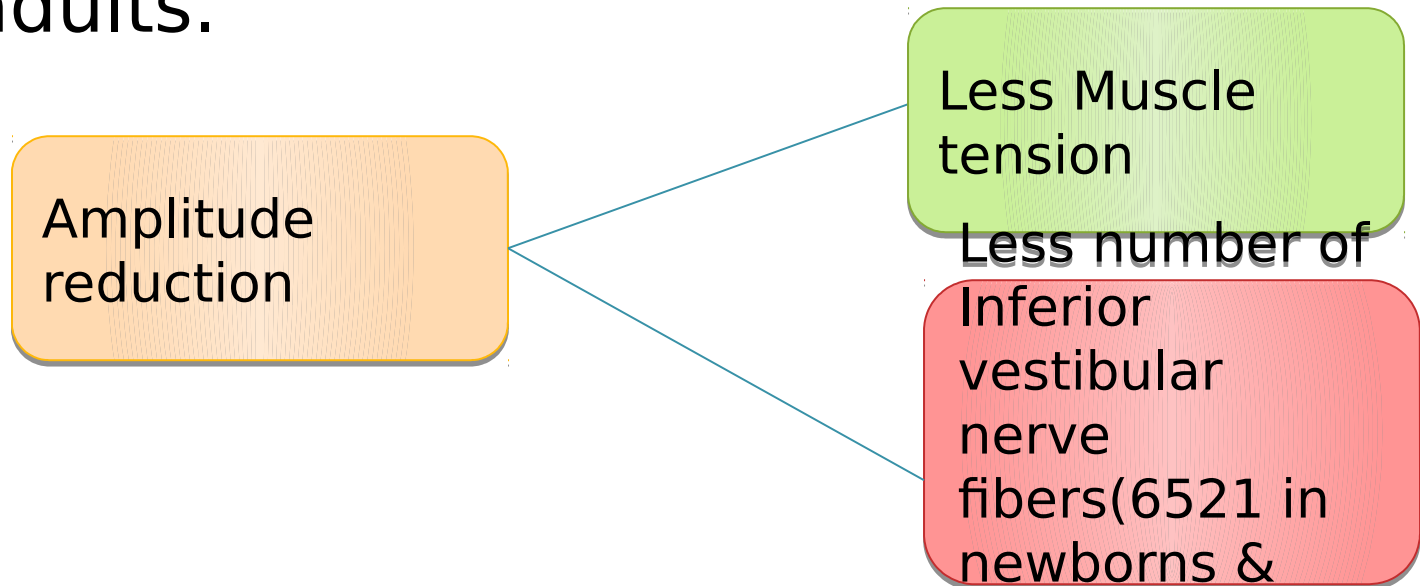 adults.
Amplitude
reduction
Less Muscle
tension
Less number of
Inferior
vestibular
nerve
fibers(6521 in
newborns &